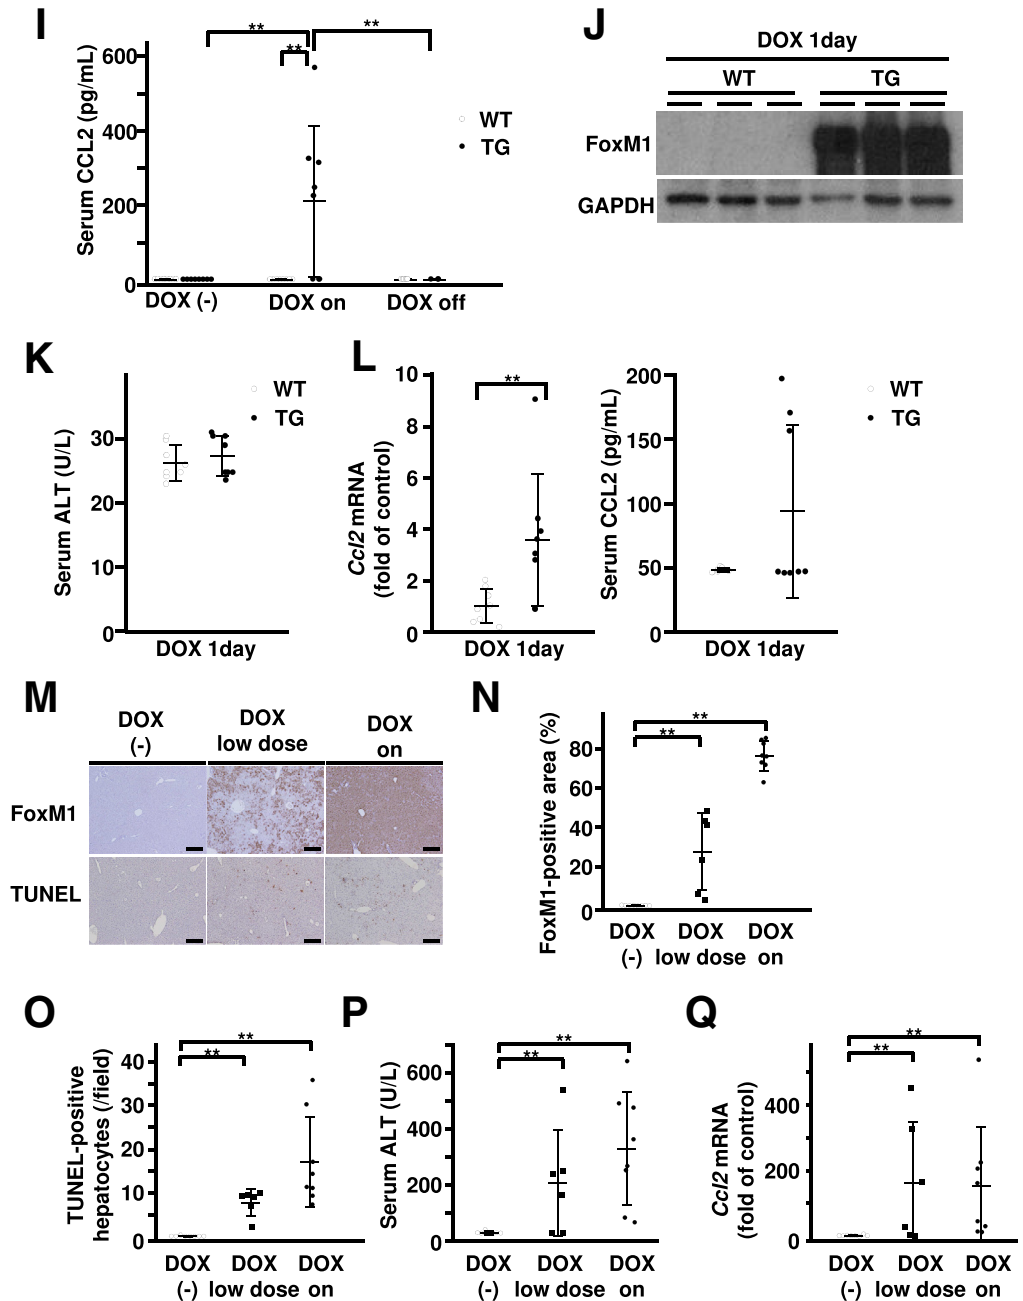 I
**
**
**
Serum CCL2 (pg/mL)
600
400
200
0
WT
TG
DOX (-)
DOX on
DOX off
J
DOX 1day
WT
TG
FoxM1
GAPDH
K
Serum ALT (U/L)
30
20
10
0
WT
TG
DOX 1day
L
**
Ccl2 mRNA
(fold of control)
10
8
6
4
2
0
DOX 1day
Serum CCL2 (pg/mL)
200
150
100
50
0
WT
TG
DOX 1day
M
DOX
(-)
DOX
low dose
DOX
on
FoxM1
TUNEL
N
**
**
FoxM1-positive area (%)
80
60
40
20
0
DOX DOX DOX
(-) low dose on
O
**
**
TUNEL-positive
hepatocytes (/field)
40
30
20
10
0
DOX DOX DOX
(-) low dose on
P
**
**
Serum ALT (U/L)
600
400
200
0
DOX DOX DOX
(-) low dose on
Q
**
**
Ccl2 mRNA
(fold of control)
400
200
0
DOX DOX DOX
(-) low dose on